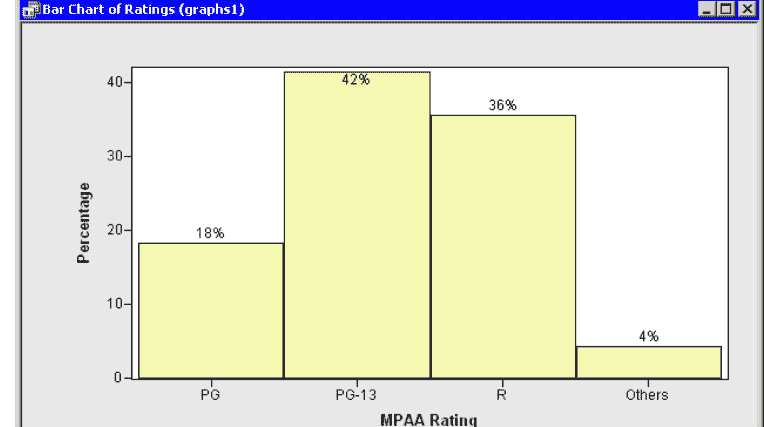 Bar Chart of Ratings (graphs1)
40
42%
36%
30
Percentage
20
18%
10
4%
0
PG PG-13 R Others
MPAA Rating